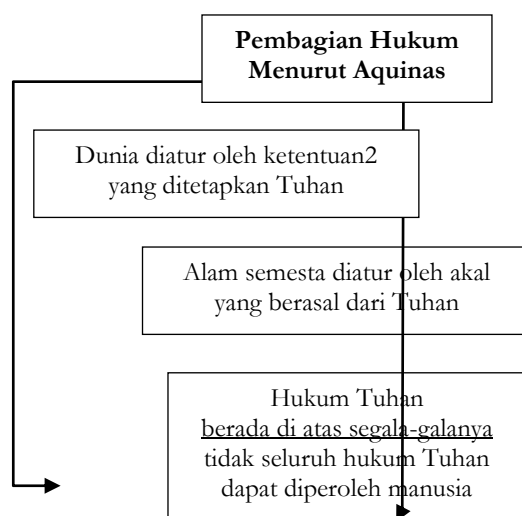 Pembagian Hukum
Menurut Aquinas
Dunia diatur oleh ketentuan2
yang ditetapkan Tuhan
Alam semesta diatur oleh akal
yang berasal dari Tuhan
Hukum Tuhan
berada di atas segala-galanya
tidak seluruh hukum Tuhan
dapat diperoleh manusia